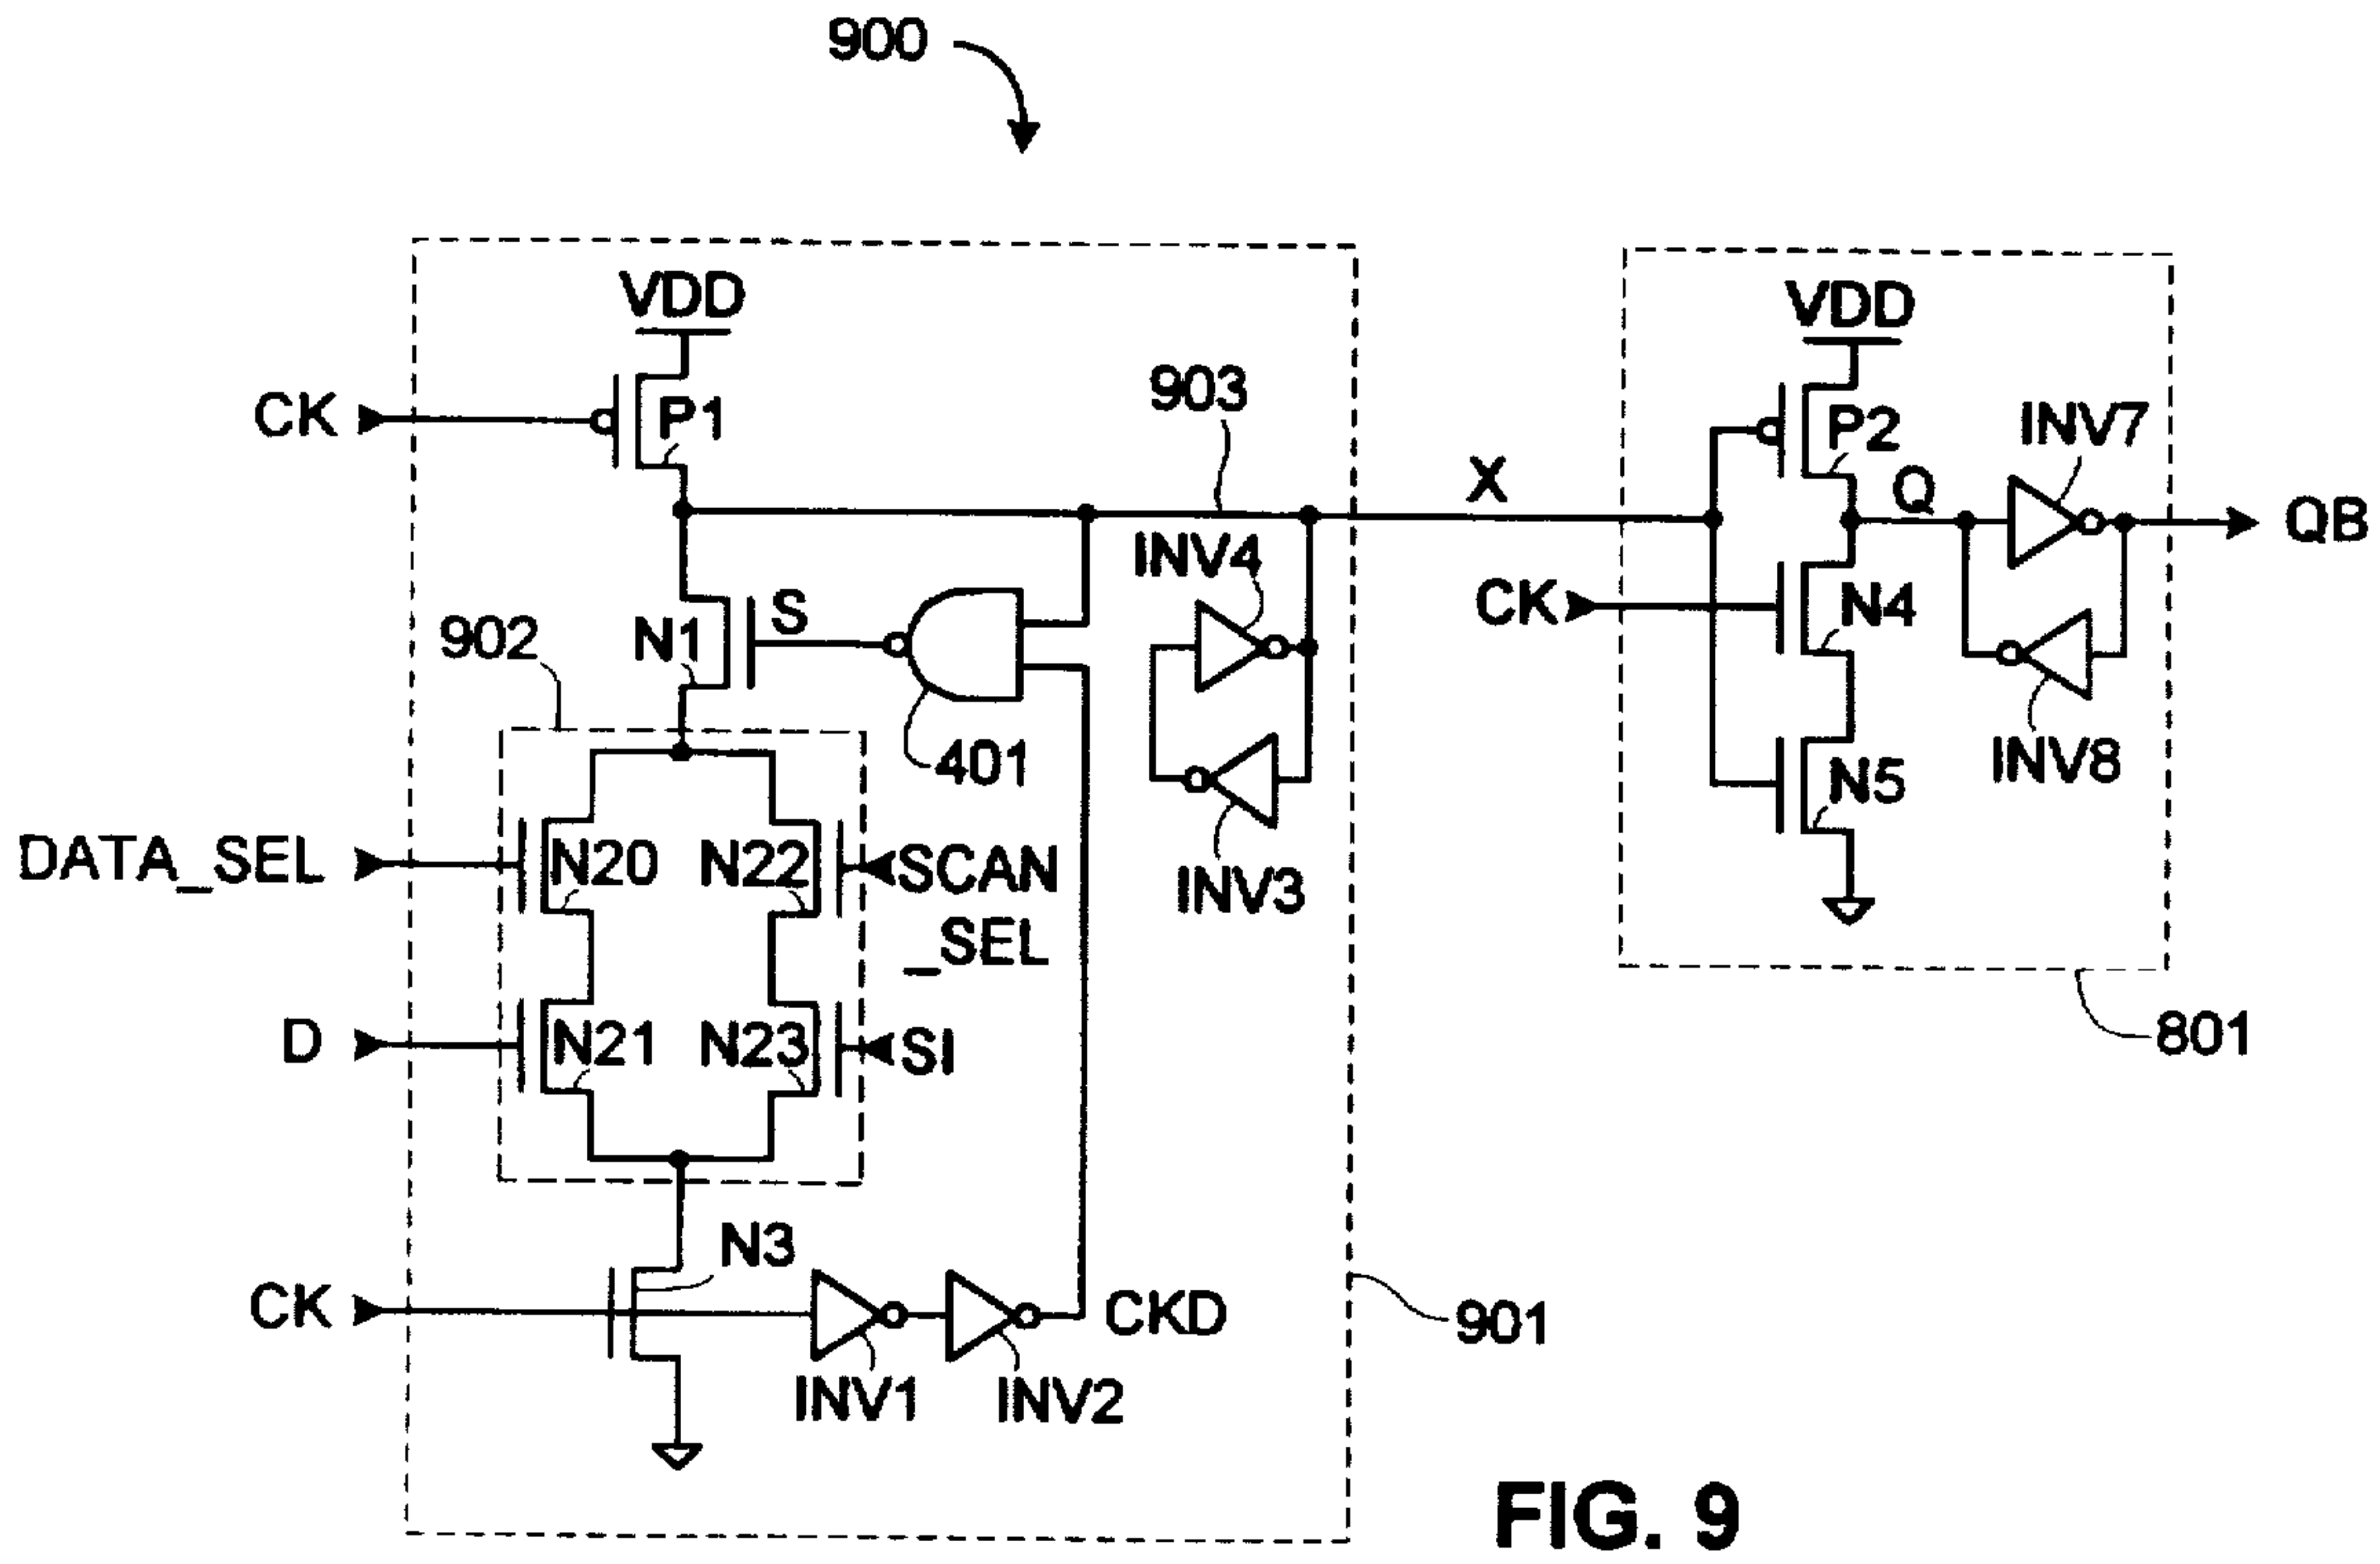 900
VDD
VDD
CK
P1
903
P2
INV7
X
Q
QB
INV4
CK
N4
S
N1
902
401
INV8
N5
INV3
DATA_SEL
N20
N22
SCAN
_SEL
D
N21
N23
SI
801
N3
CK
CKD
901
INV1
INV2
FIG. 9